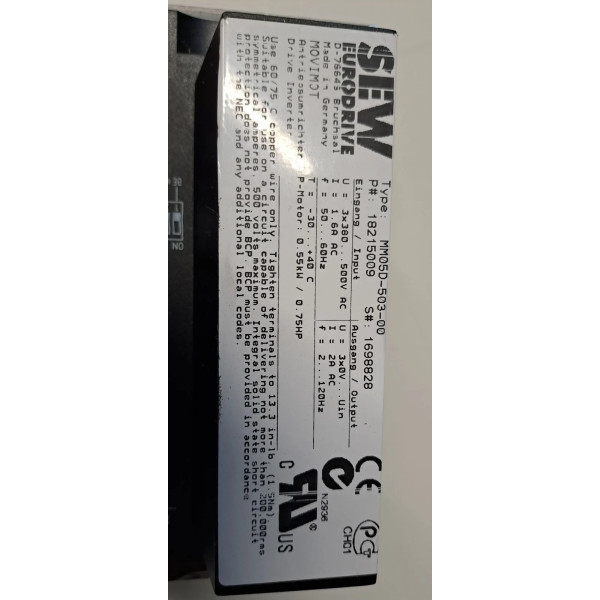 SEW
EURODRIVE
D-76646 Bruchsal
Made in Germany
MOVIMOT
Antriebsumrichter
Drive Inverter
Type: MM05D-503-00
P#: 18215009 S#: 1698828
Eingang / Input Ausgang / Output
U = 3x380...500V AC U = 3x0V...Uin
I = 1.6A AC I = 2A AC
f = 50...60Hz f = 2...120Hz
T = -30...+40 C
P-Motor: 0.55kW / 0.75HP
Use 60/75 C copper wire only. Tighten terminals to 13.3 in-lb. (1.5Nm)
Suitable for use on a circuit capable of delivering not more than 200,000rms
symmetrical amperes, 500 Volts maximum. Integral solid state short circuit
protection does not provide BCP. BCP must be provided in accordance
with the NEC and any additional local codes.
CE
N2936
PG
CH01
C UL US
®
ON